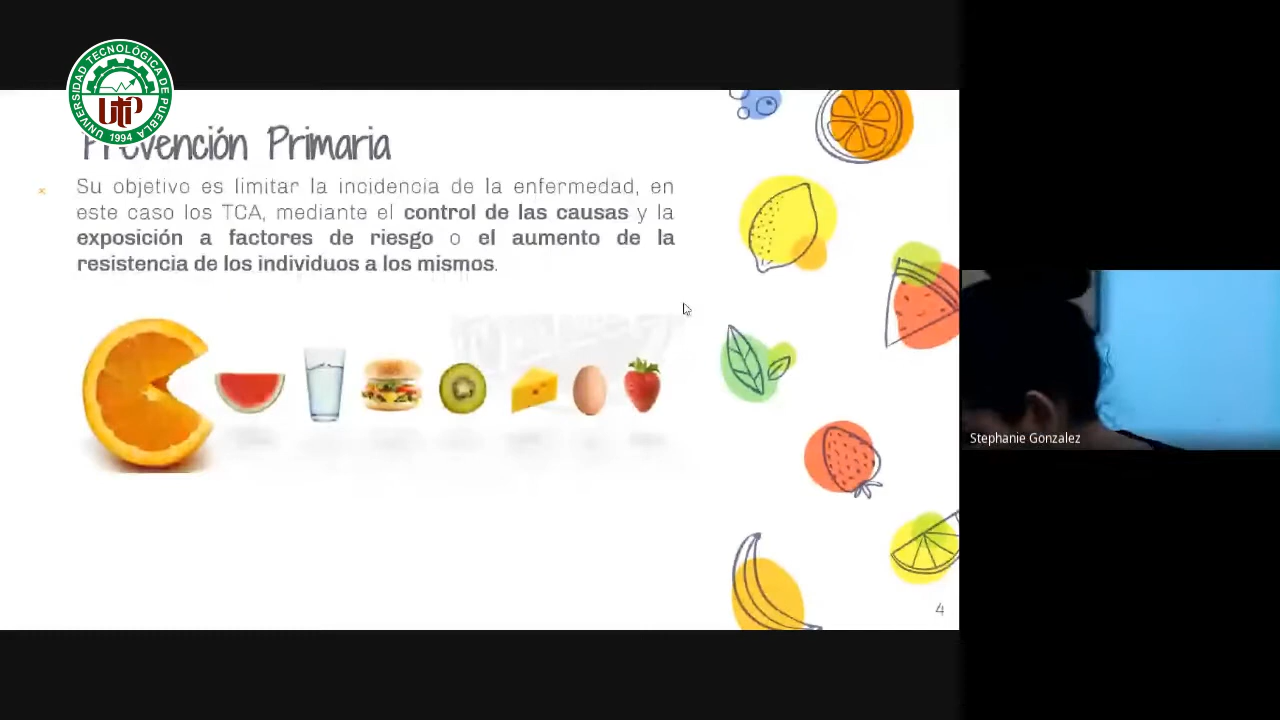 UNIVERSIDAD TECNOLÓGICA DE PUEBLA
UTP
1994
Prevención Primaria
Su objetivo es limitar la incidencia de la enfermedad, en
este caso los TCA, mediante el control de las causas y la
exposición a factores de riesgo o el aumento de la
resistencia de los individuos a los mismos.
Stephanie Gonzalez
4